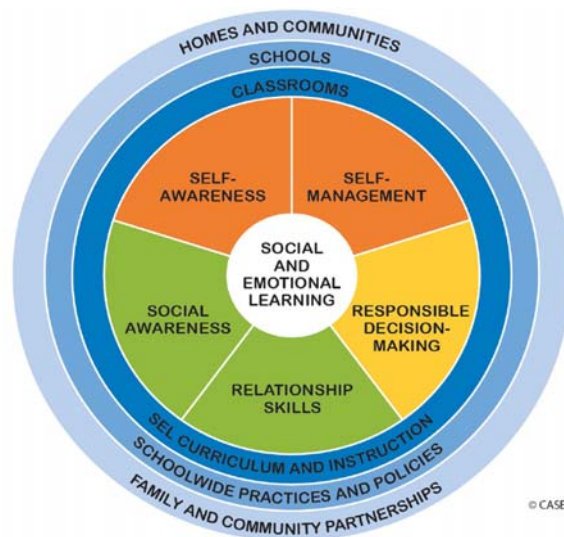 HOMES AND COMMUNITIES
SCHOOLS
CLASSROOMS
SELF-
AWARENESS
SELF-
MANAGEMENT
SOCIAL
AND
EMOTIONAL
LEARNING
SOCIAL
AWARENESS
RESPONSIBLE
DECISION-
MAKING
RELATIONSHIP
SKILLS
SEL CURRICULUM AND INSTRUCTION
SCHOOLWIDE PRACTICES AND POLICIES
FAMILY AND COMMUNITY PARTNERSHIPS
© CASE